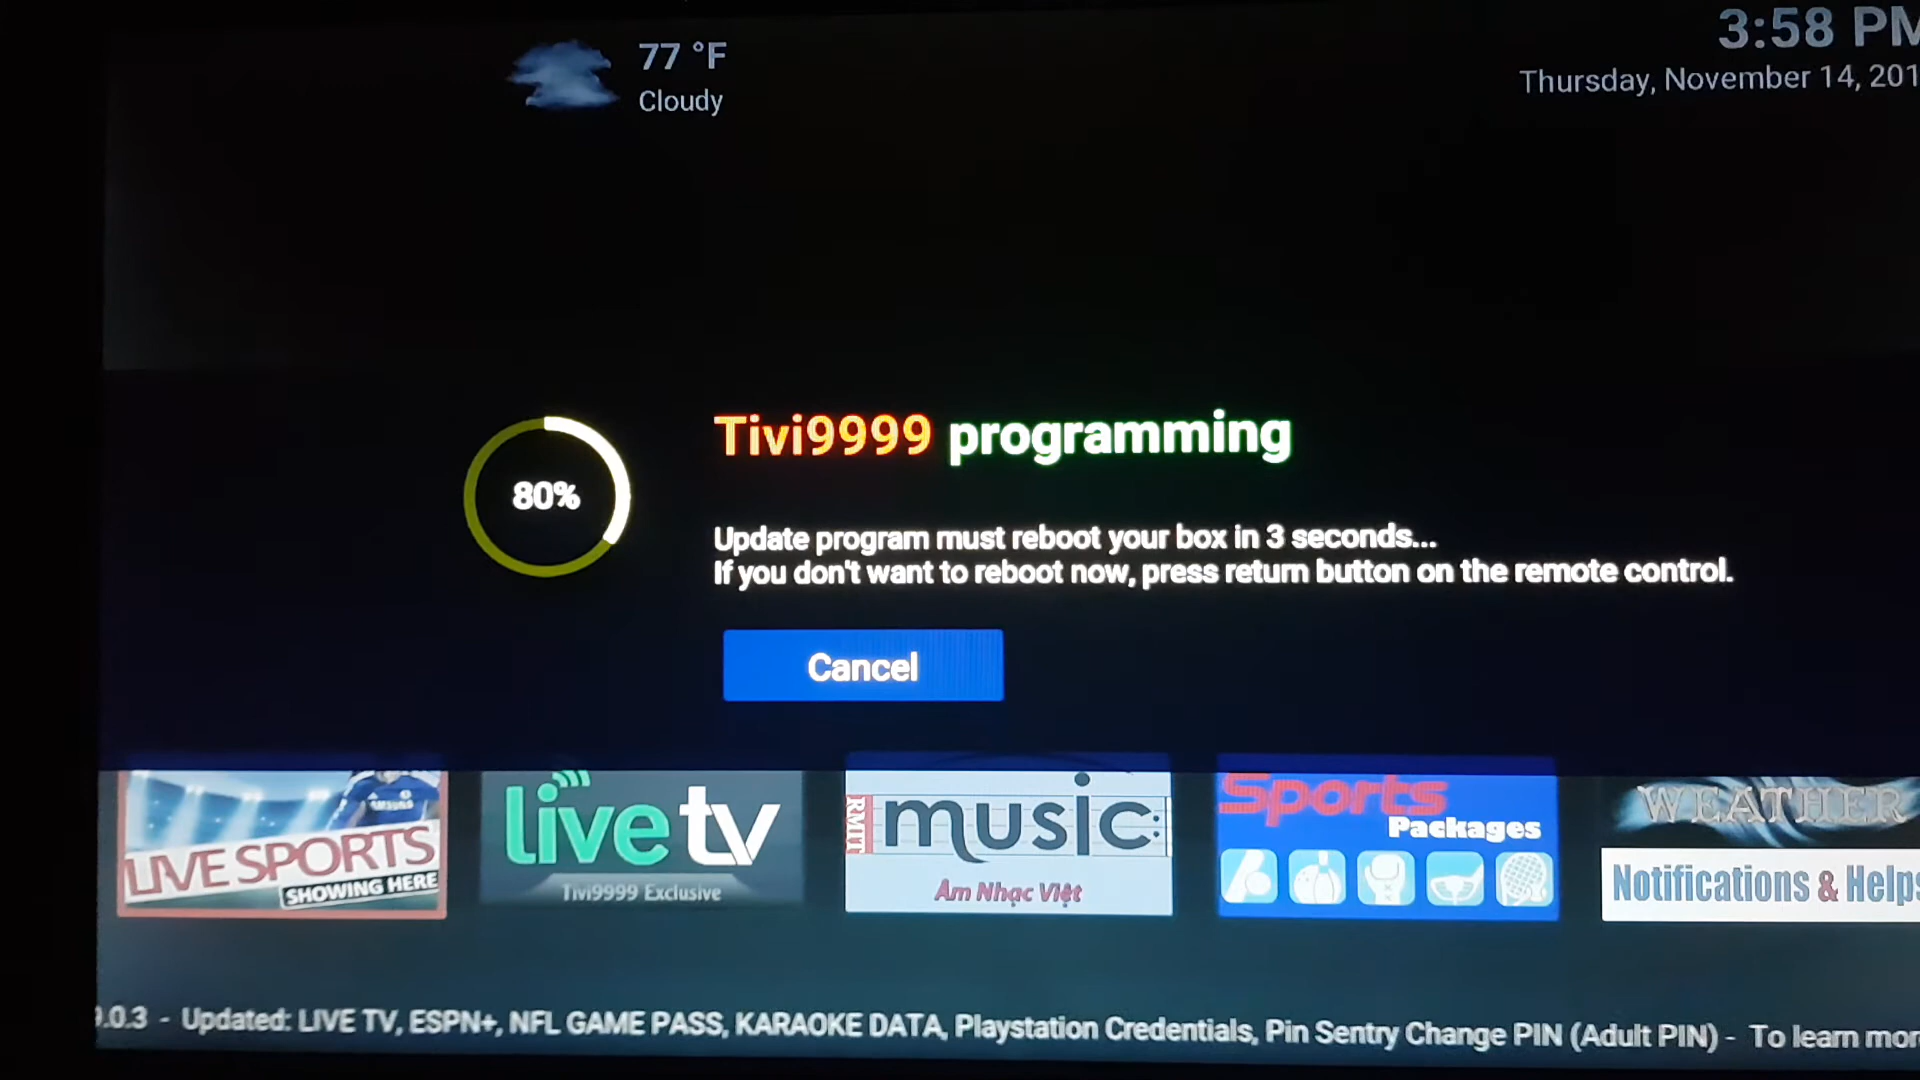 77 °F
Cloudy
3:58 PM
Thursday, November 14, 201
80%
Tivi9999 programming
Update program must reboot your box in 3 seconds...
If you don't want to reboot now, press return button on the remote control.
Cancel
SAMSUNG
LIVE SPORTS
SHOWING HERE
live tv
Tivi9999 Exclusive
RMTT
music
Âm Nhạc Việt
Sports
Packages
WEATHER
Notifications & Helps
.0.3 - Updated: LIVE TV, ESPN+, NFL GAME PASS, KARAOKE DATA, Playstation Credentials, Pin Sentry Change PIN (Adult PIN) - To learn mor